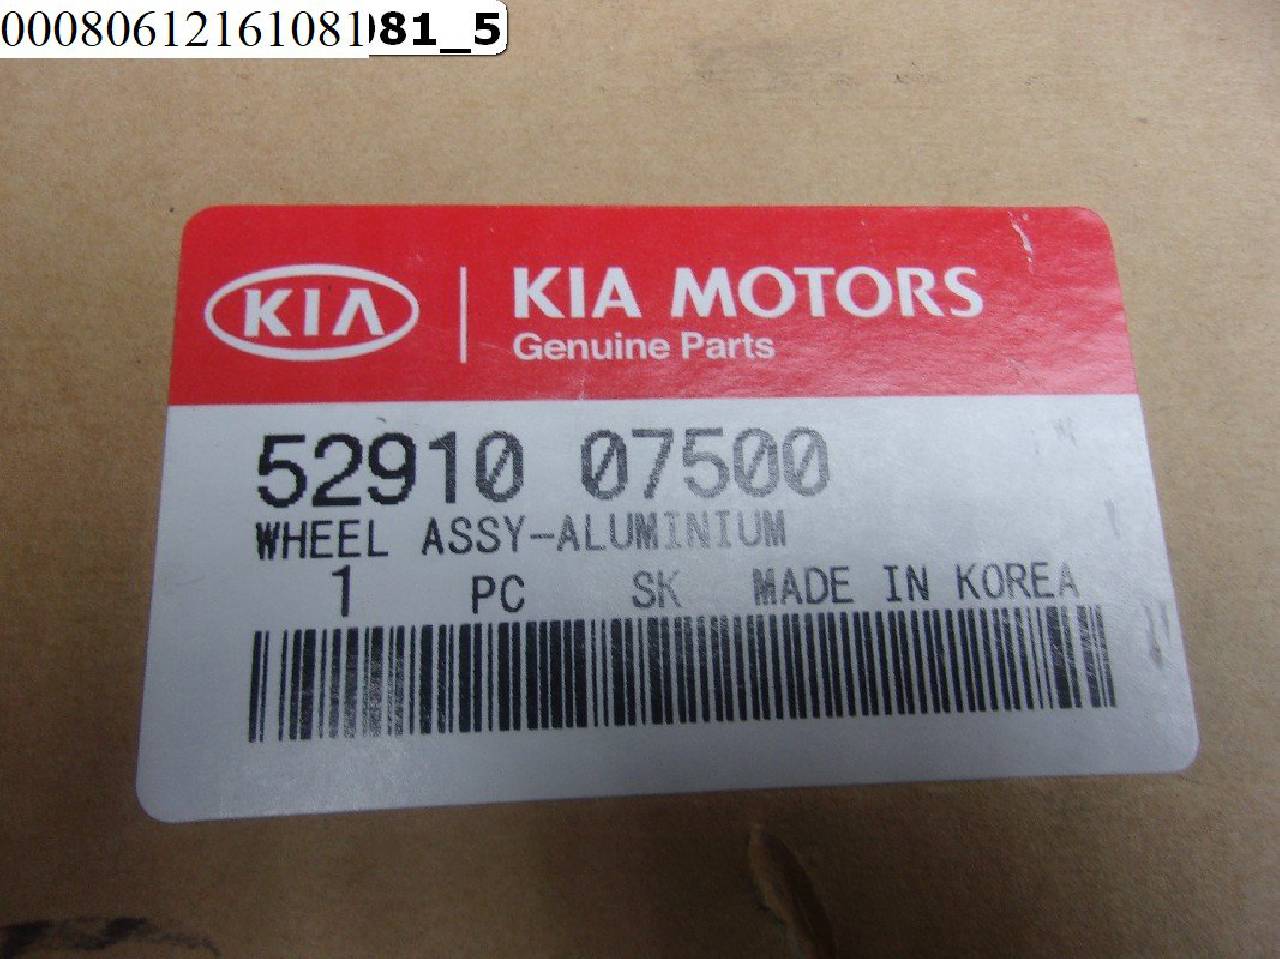 00080612161081081_5
KIA
KIA MOTORS
Genuine Parts
52910 07500
WHEEL ASSY-ALUMINIUM
1 PC SK MADE IN KOREA